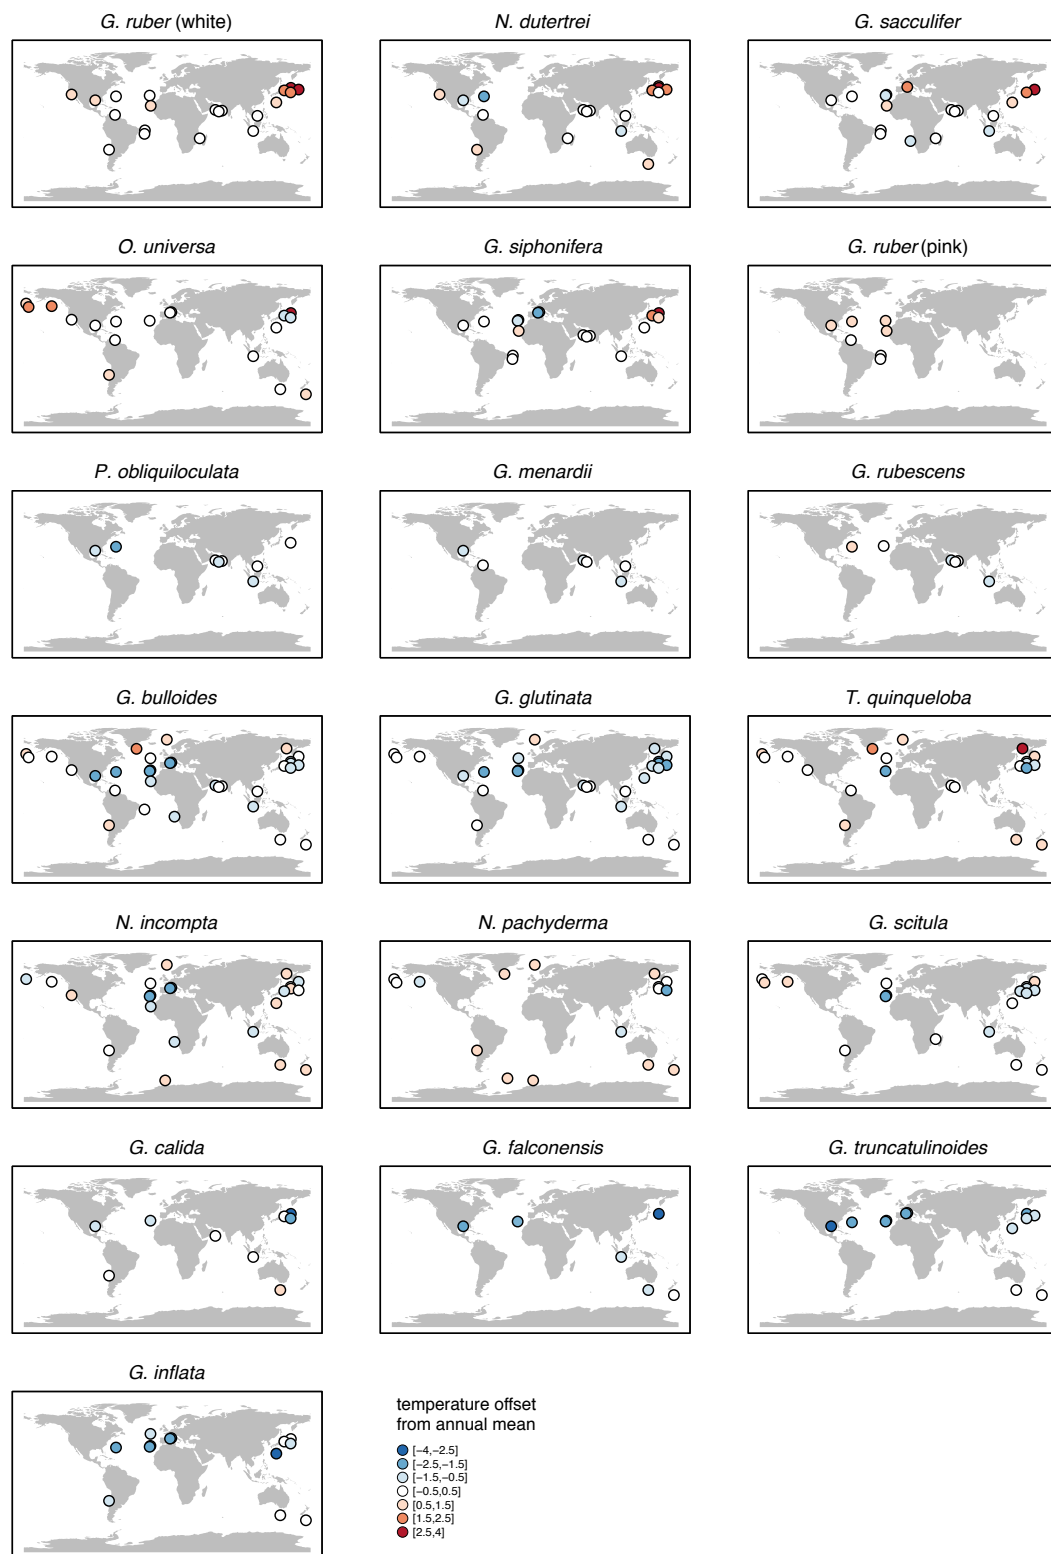 G. ruber (white)
N. dutertrei
G. sacculifer
O. universa
G. siphonifera
G. ruber (pink)
P. obliquiloculata
G. menardii
G. rubescens
G. bulloides
G. glutinata
T. quinqueloba
N. incompta
N. pachyderma
G. scitula
G. calida
G. falconensis
G. truncatulinoides
G. inflata
temperature offset
from annual mean
[−4,−2.5]
[−2.5,−1.5]
[−1.5,−0.5]
[−0.5,0.5]
[0.5,1.5]
[1.5,2.5]
[2.5,4]